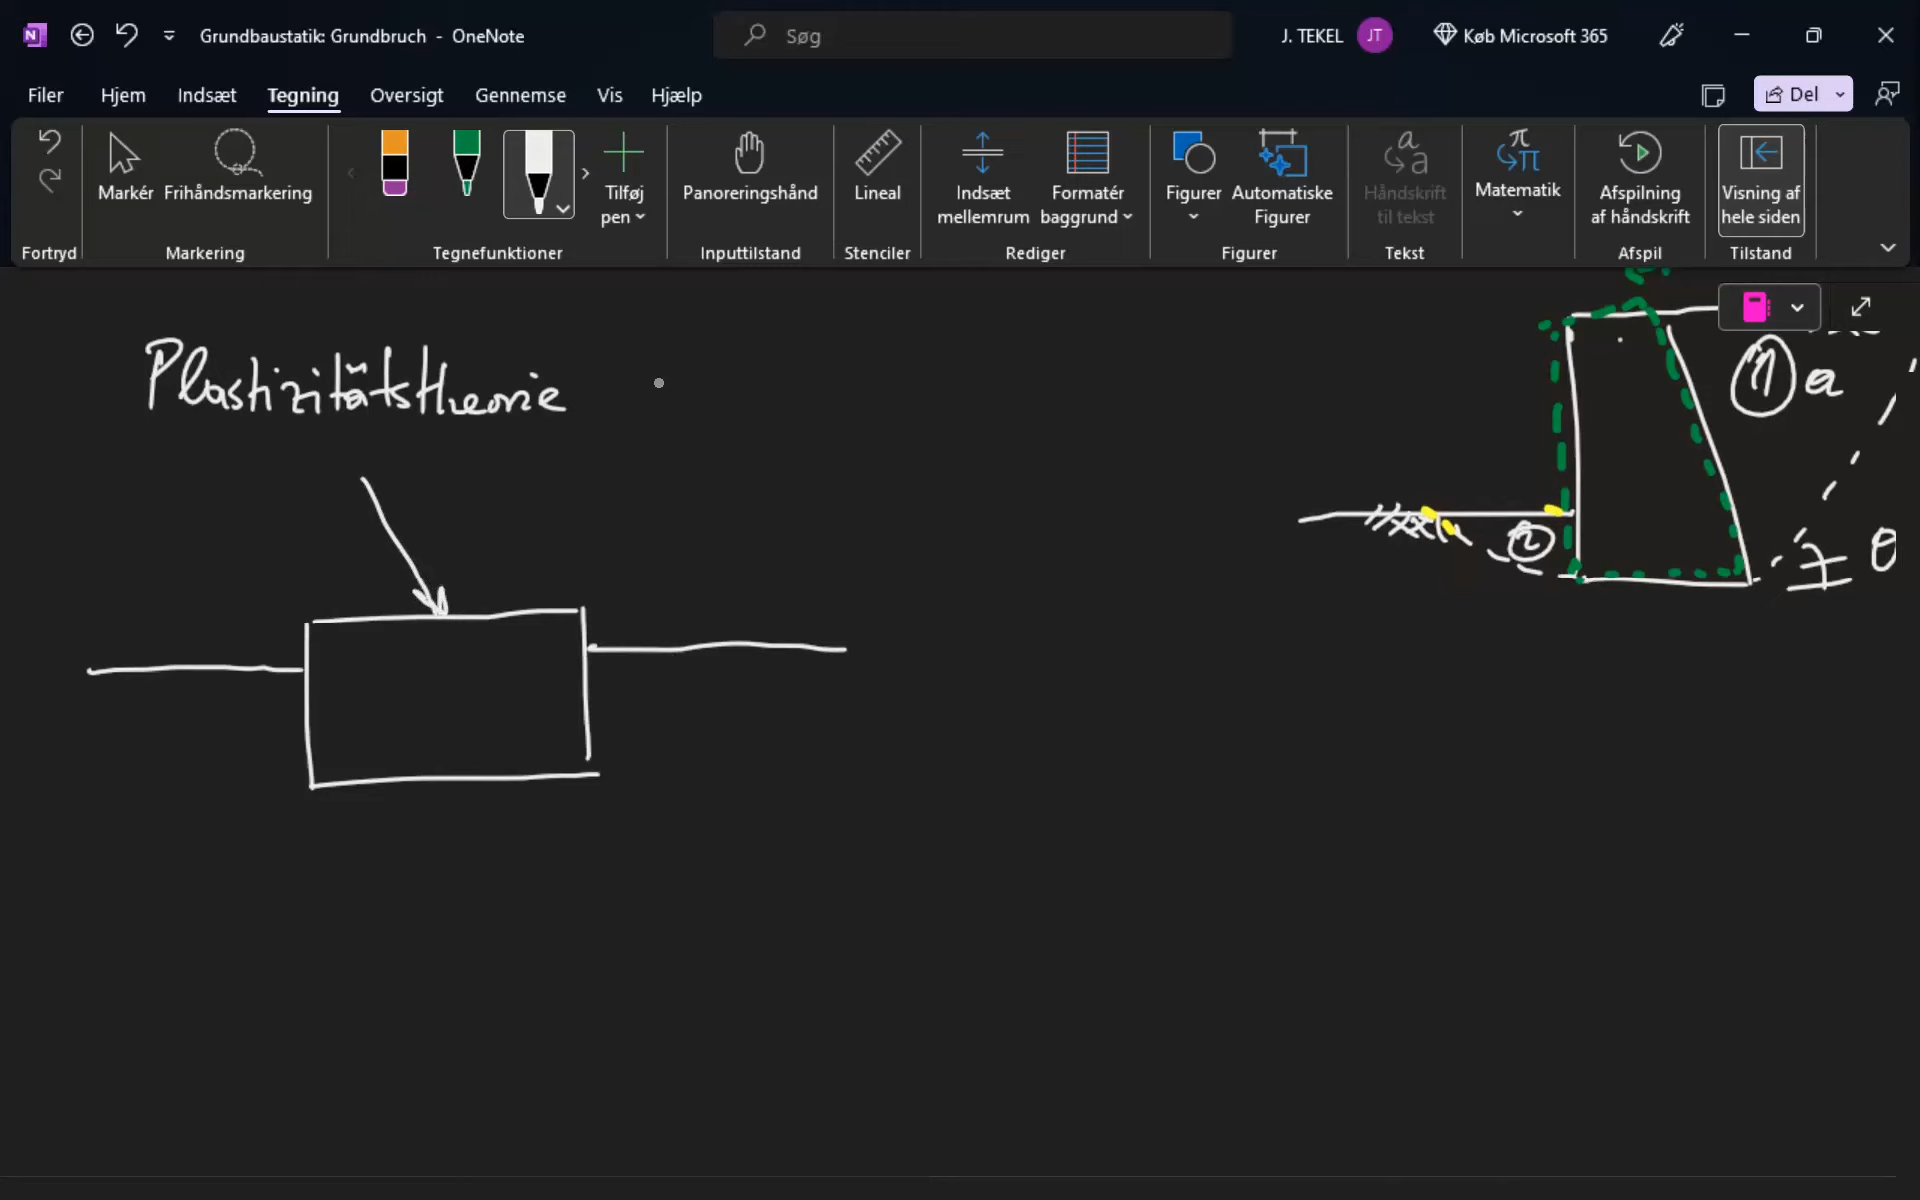 Grundbaustatik: Grundbruch - OneNote
Søg
J. TEKEL
JT
Køb Microsoft 365
Filer
Hjem
Indsæt
Tegning
Oversigt
Gennemse
Vis
Hjælp
Del
Markér
Frihåndsmarkering
Tilføj
pen
Panoreringshånd
Lineal
Indsæt
mellemrum
Formatér
baggrund
Figurer
Automatiske
Figurer
Håndskrift
til tekst
Matematik
Afspilning
af håndskrift
Visning af
hele siden
Fortryd
Markering
Tegnefunktioner
Inputtilstand
Stenciler
Rediger
Figurer
Tekst
Afspil
Tilstand
Plastizitätstheorie
1 a
2